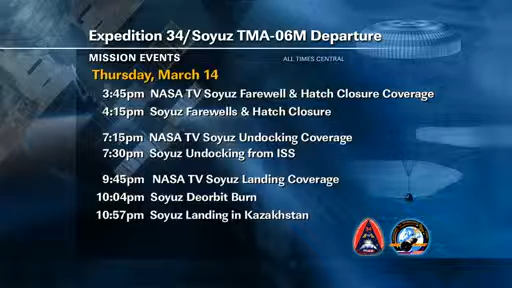 Expedition 34/Soyuz TMA-06M Departure
MISSION EVENTS ALL TIMES CENTRAL
Thursday, March 14
3:45pm NASA TV Soyuz Farewell & Hatch Closure Coverage
4:15pm Soyuz Farewells & Hatch Closure
7:15pm NASA TV Soyuz Undocking Coverage
7:30pm Soyuz Undocking from ISS
9:45pm NASA TV Soyuz Landing Coverage
10:04pm Soyuz Deorbit Burn
10:57pm Soyuz Landing in Kazakhstan